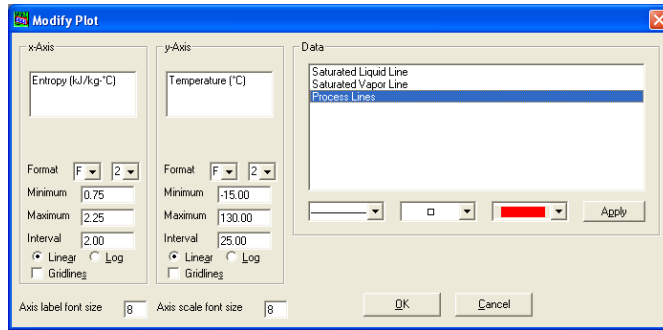 Modify Plot
x-Axis
Entropy (kJ/kg-°C)
Format F 2
Minimum 0.75
Maximum 2.25
Interval 2.00
Linear Log
Gridlines
y-Axis
Temperature (°C)
Format F 2
Minimum -15.00
Maximum 130.00
Interval 25.00
Linear Log
Gridlines
Data
Saturated Liquid Line
Saturated Vapor Line
Process Lines
Apply
Axis label font size 8
Axis scale font size 8
OK
Cancel